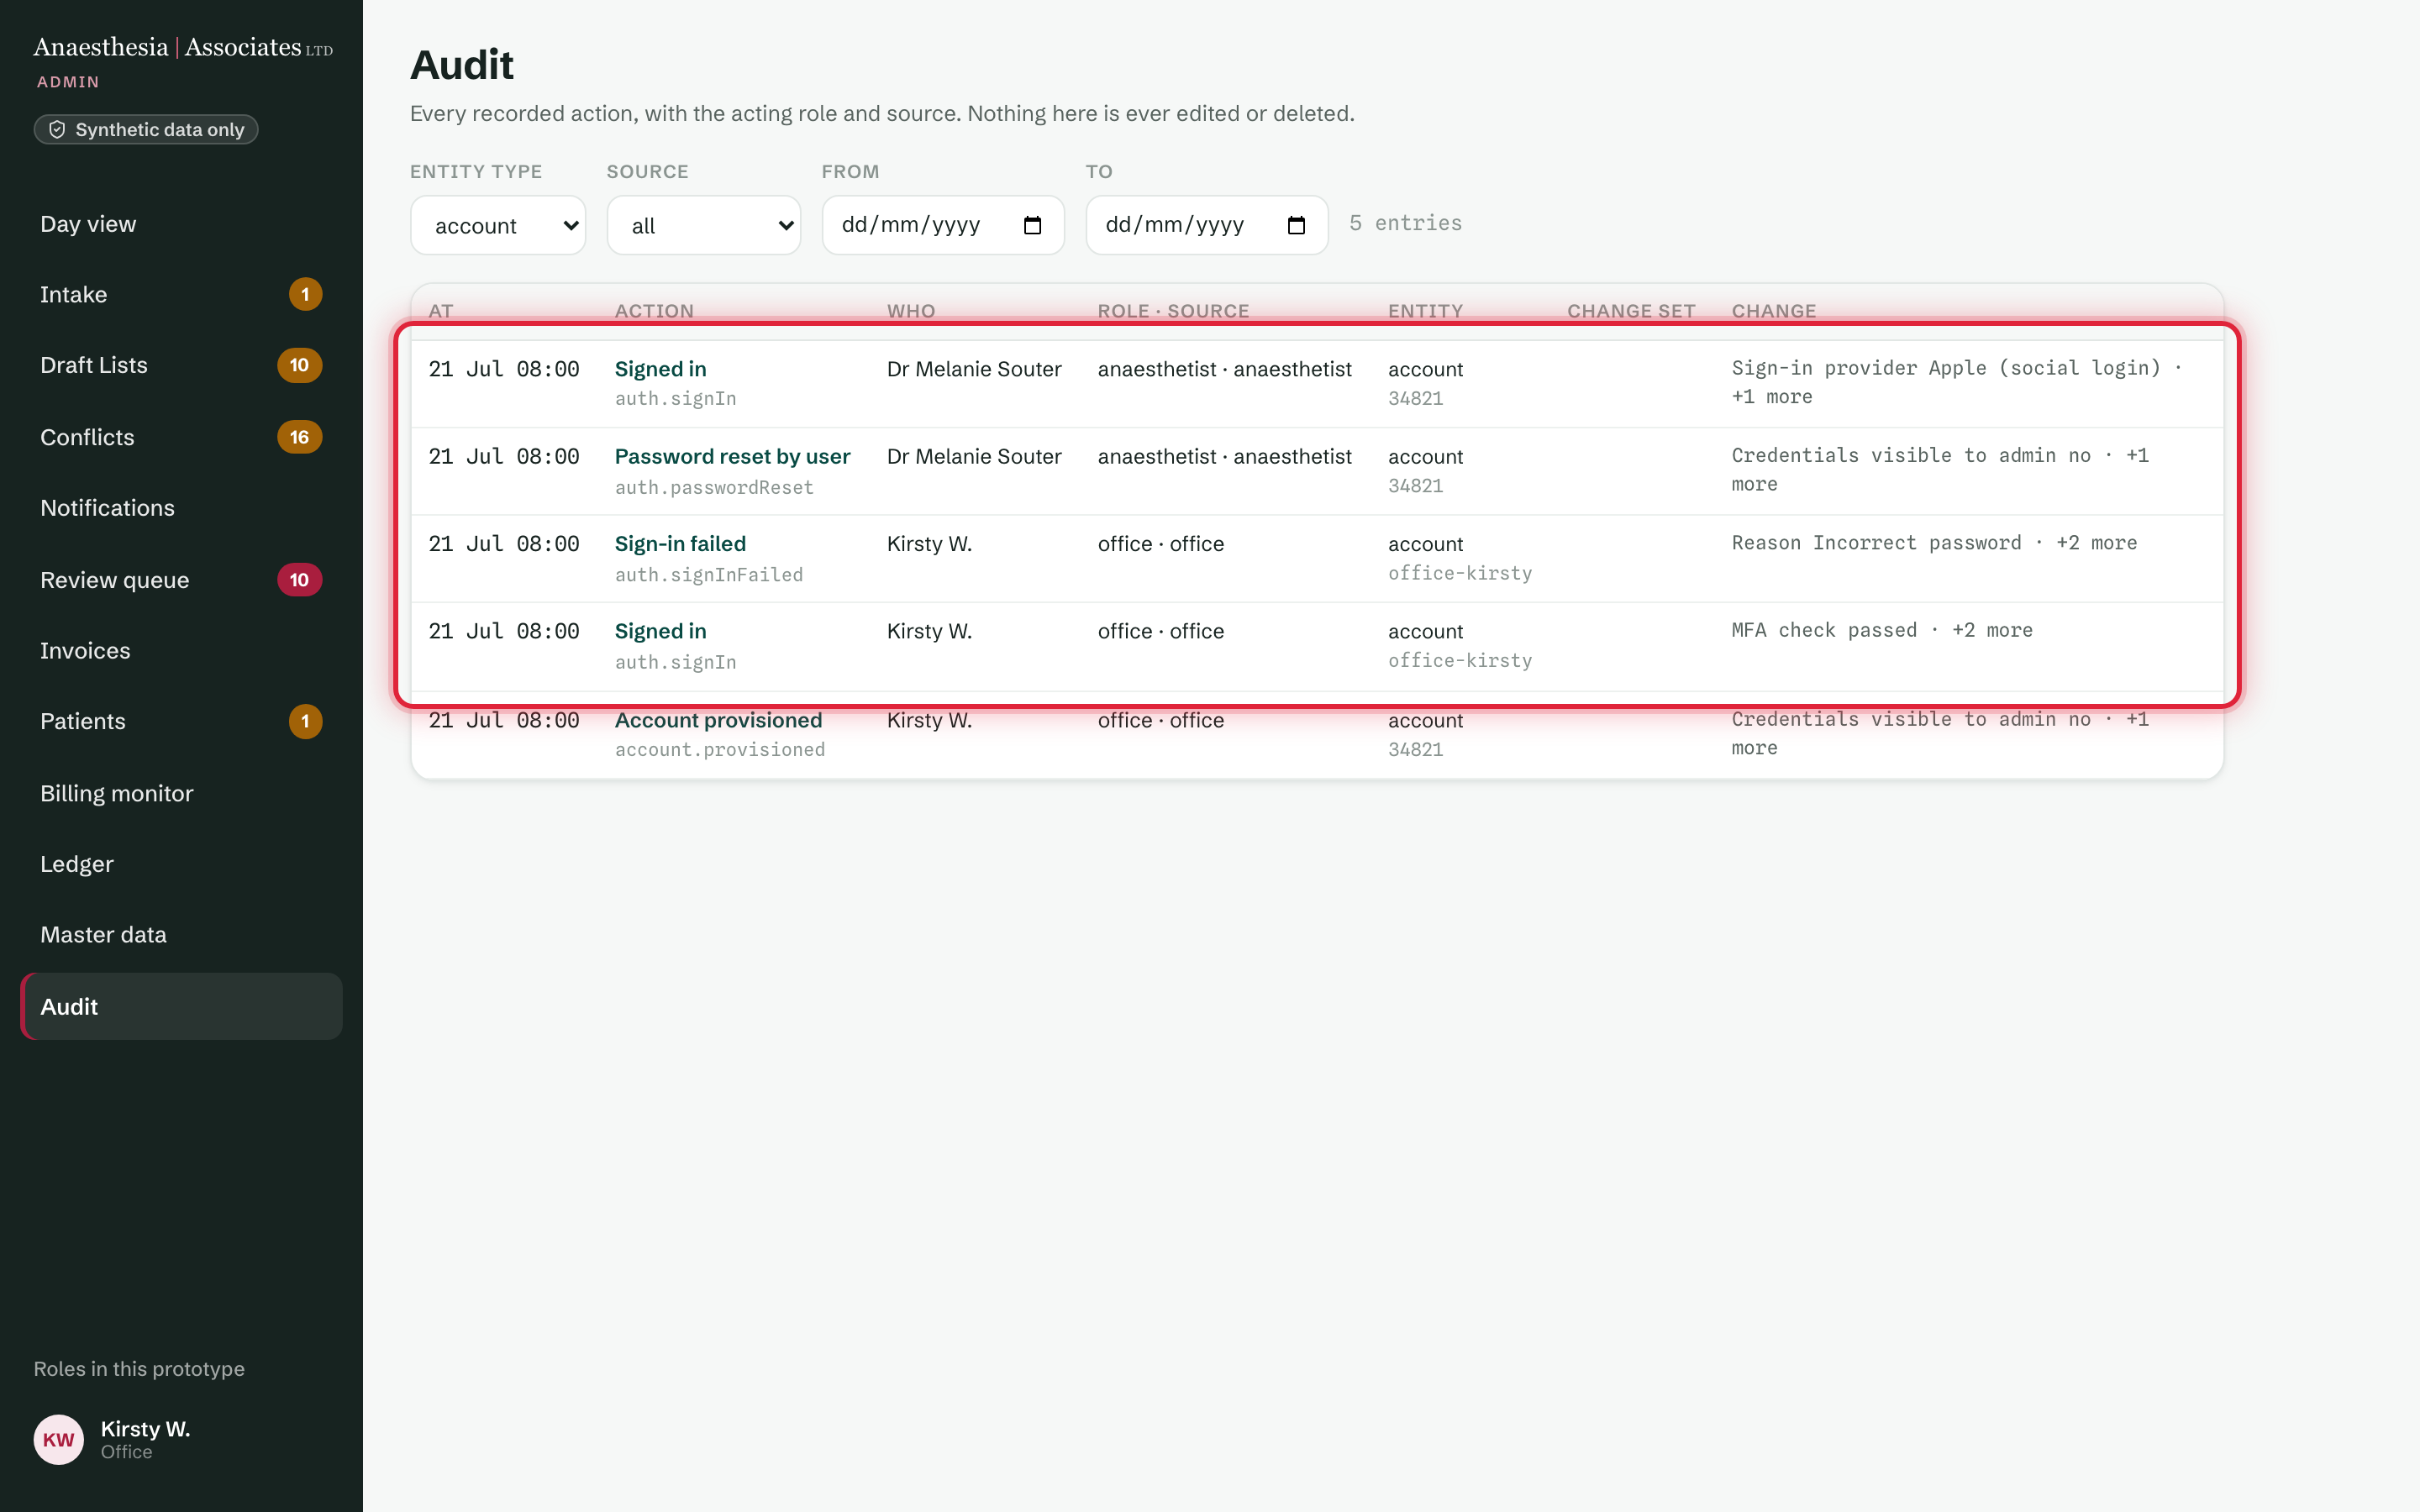 Anaesthesia | Associates LTD
ADMIN
Synthetic data only
Day view
Intake 1
Draft Lists 10
Conflicts 16
Notifications
Review queue 10
Invoices
Patients 1
Billing monitor
Ledger
Master data
Audit
Roles in this prototype
KW
Kirsty W.
Office
Audit
Every recorded action, with the acting role and source. Nothing here is ever edited or deleted.
ENTITY TYPE SOURCE FROM TO
account all dd/mm/yyyy dd/mm/yyyy 5 entries
AT ACTION WHO ROLE · SOURCE ENTITY CHANGE SET CHANGE
21 Jul 08:00 Signed in Dr Melanie Souter anaesthetist · anaesthetist account Sign-in provider Apple (social login) ·
auth.signIn 34821 +1 more
21 Jul 08:00 Password reset by user Dr Melanie Souter anaesthetist · anaesthetist account Credentials visible to admin no · +1
auth.passwordReset 34821 more
21 Jul 08:00 Sign-in failed Kirsty W. office · office account Reason Incorrect password · +2 more
auth.signInFailed office-kirsty
21 Jul 08:00 Signed in Kirsty W. office · office account MFA check passed · +2 more
auth.signIn office-kirsty
21 Jul 08:00 Account provisioned Kirsty W. office · office account Credentials visible to admin no · +1
account.provisioned 34821 more